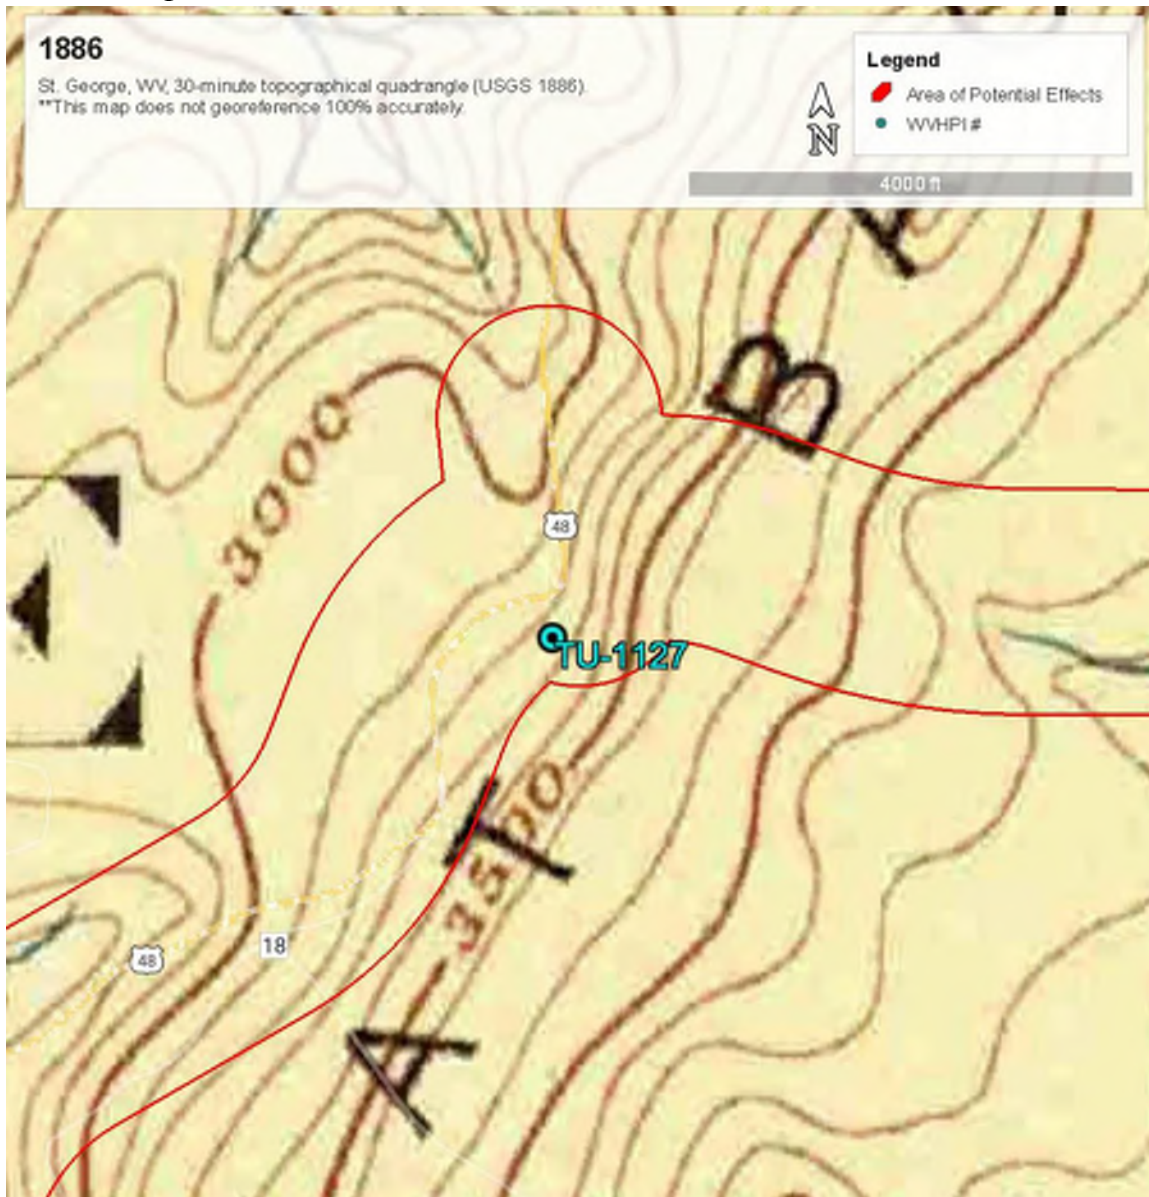 1886
St. George, WV, 30-minute topographical quadrangle (USGS 1886).
**This map does not georeference 100% accurately.
Legend
Area of Potential Effects
WVHPI #
N
4000 ft
B
3000
48
TU-1127
T
3500
18
48
A